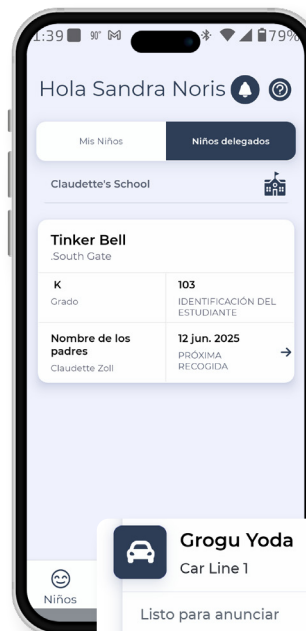 1:39 90° 79%
Hola Sandra Noris
Mis Niños Niños delegados
Claudette's School
Tinker Bell
.South Gate
K
Grado
103
IDENTIFICACIÓN DEL
ESTUDIANTE
Nombre de los
padres
Claudette Zoll
12 jun. 2025
PRÓXIMA
RECOGIDA
Niños
Grogu Yoda
Car Line 1
Listo para anunciar